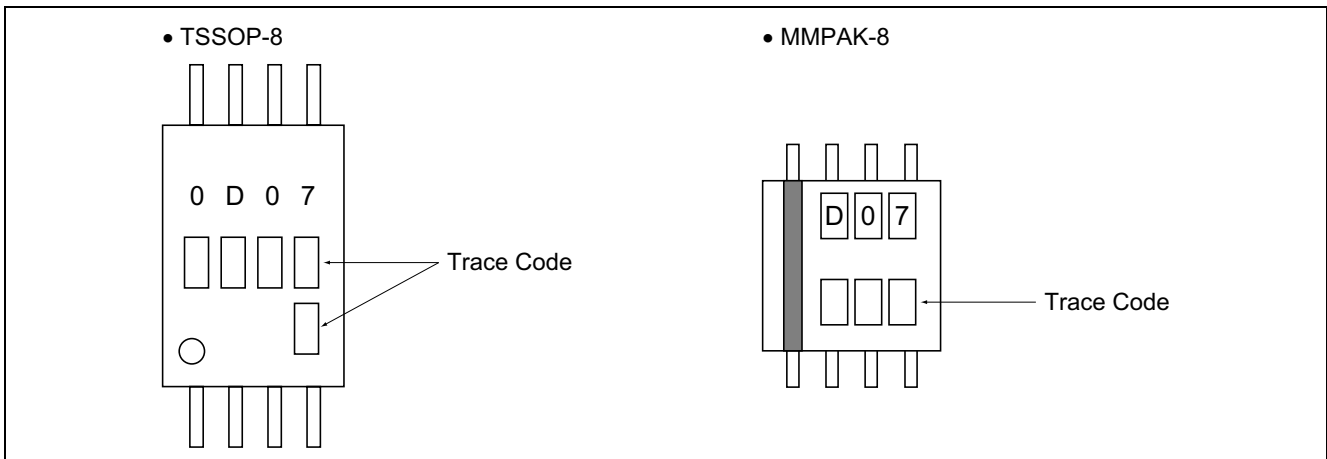 • TSSOP-8
0 D 0 7
Trace Code
• MMPAK-8
D 0 7
Trace Code